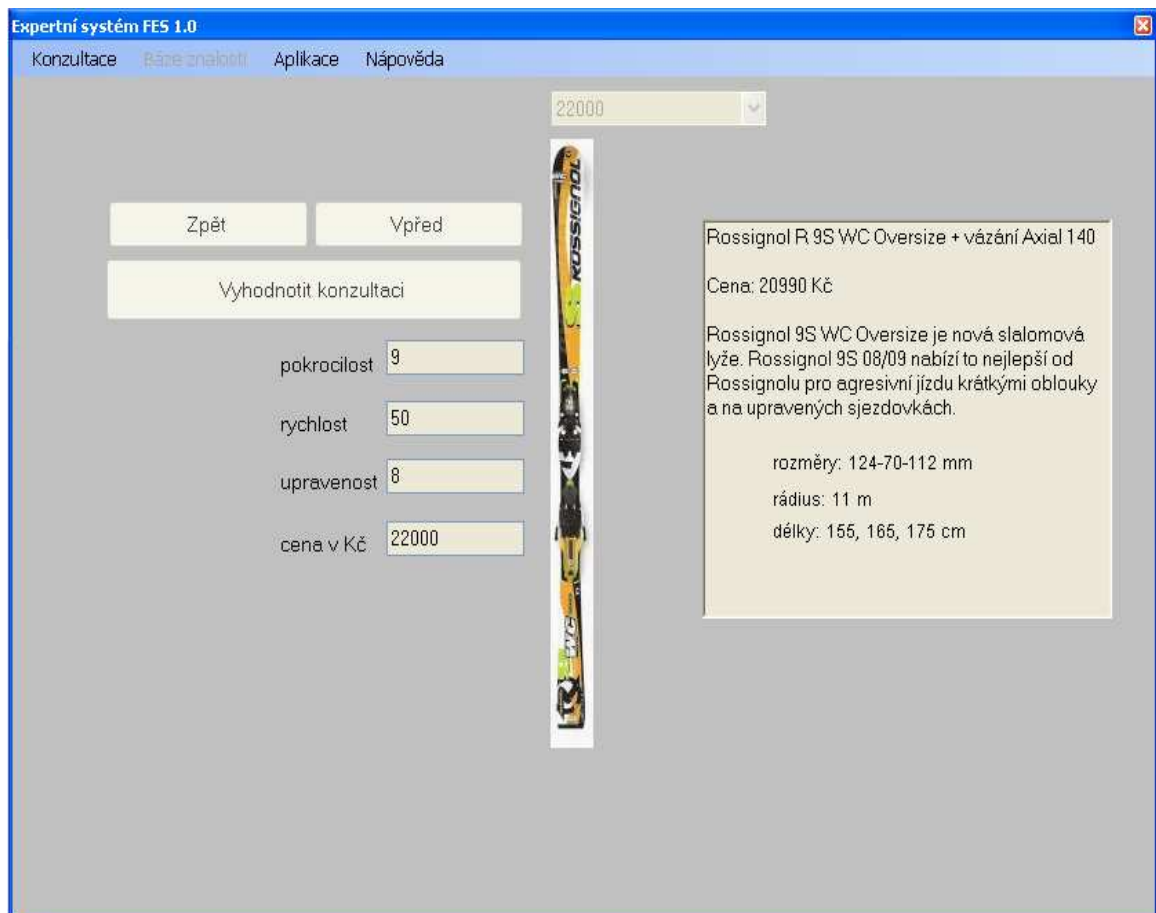 Expertní systém FES 1.0
Konzultace Báze znalostí Aplikace Nápověda
22000
Zpět Vpřed
Vyhodnotit konzultaci
pokrocilost 9
rychlost 50
upravenost 8
cena v Kč 22000
ROSSIGNOL
WC
Rossignol R 9S WC Oversize + vázání Axial 140
Cena: 20990 Kč
Rossignol 9S WC Oversize je nová slalomová
lyže. Rossignol 9S 08/09 nabízí to nejlepší od
Rossignolu pro agresivní jízdu krátkými oblouky
a na upravených sjezdovkách.
rozměry: 124-70-112 mm
rádius: 11 m
délky: 155, 165, 175 cm